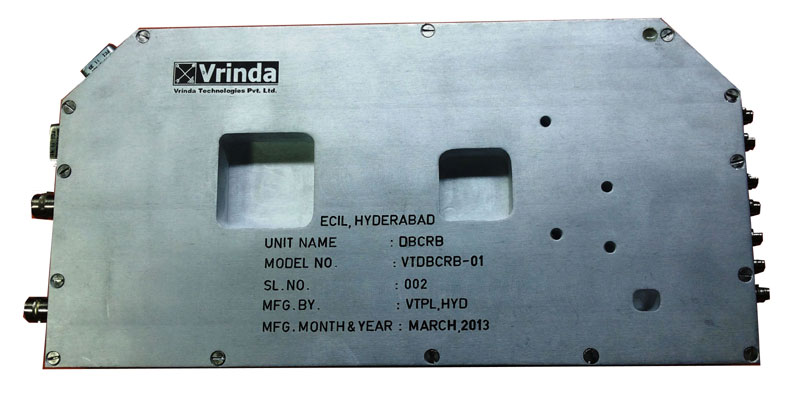 Vrinda
Vrinda Technologies Pvt. Ltd.
ECIL, HYDERABAD
UNIT NAME : DBCRB
MODEL NO. : VTDBCRB-01
SL.NO. : 002
MFG.BY. : VTPL,HYD
MFG. MONTH & YEAR : MARCH,2013